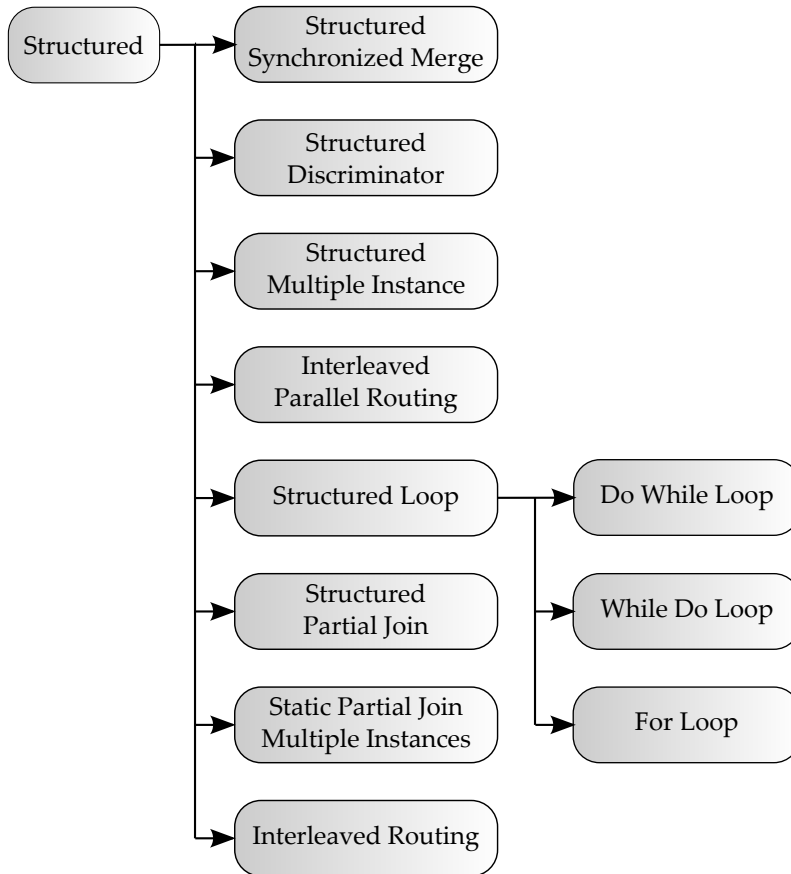 Structured
Structured
Synchronized Merge
Structured
Discriminator
Structured
Multiple Instance
Interleaved
Parallel Routing
Structured Loop
Do While Loop
Structured
Partial Join
While Do Loop
Static Partial Join
Multiple Instances
For Loop
Interleaved Routing